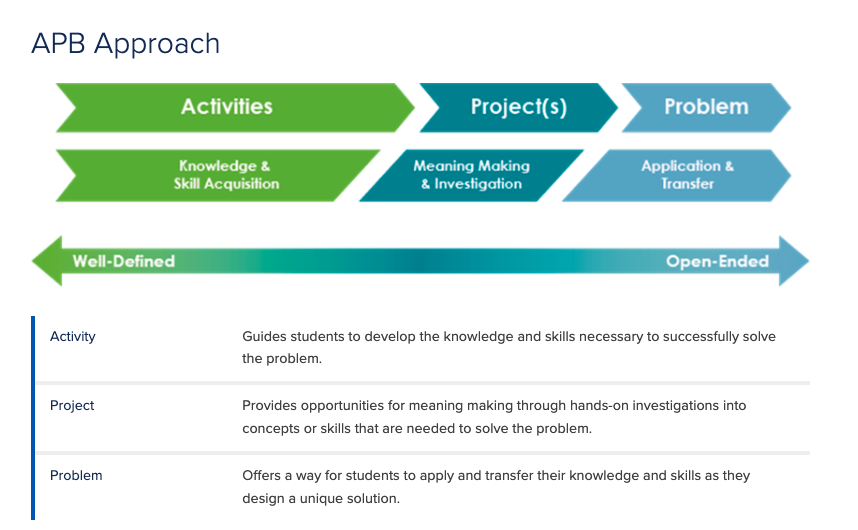 APB Approach
Activities
Project(s)
Problem
Knowledge &
Skill Acquisition
Meaning Making
& Investigation
Application &
Transfer
Well-Defined
Open-Ended
Activity
Guides students to develop the knowledge and skills necessary to successfully solve
the problem.
Project
Provides opportunities for meaning making through hands-on investigations into
concepts or skills that are needed to solve the problem.
Problem
Offers a way for students to apply and transfer their knowledge and skills as they
design a unique solution.